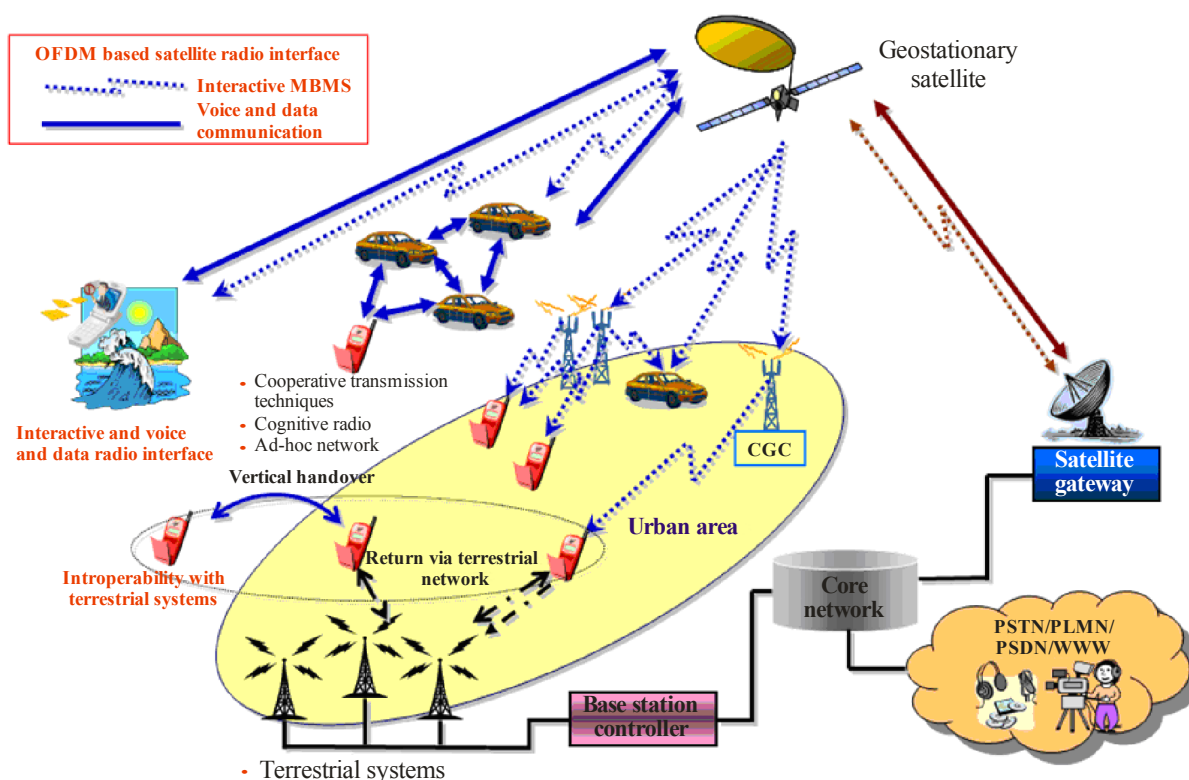 OFDM based satellite radio interface
Interactive MBMS
Voice and data
communication
Geostationary
satellite
Interactive and voice
and data radio interface
• Cooperative transmission
techniques
• Cognitive radio
• Ad-hoc network
CGC
Satellite
gateway
Vertical handover
Urban area
Return via terrestrial
network
Introperability with
terrestrial systems
Core
network
PSTN/PLMN/
PSDN/WWW
Base station
controller
• Terrestrial systems